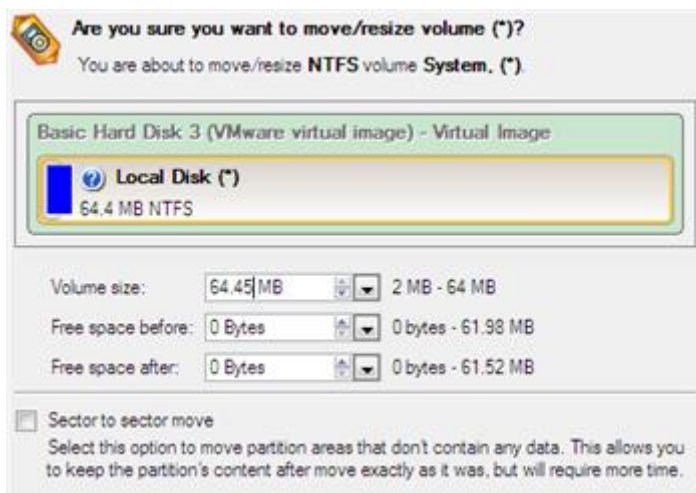 Are you sure you want to move/resize volume (*)?
You are about to move/resize NTFS volume System, (*).
Basic Hard Disk 3 (VMware virtual image) - Virtual Image
Local Disk (*)
64.4 MB NTFS
Volume size: 64.45 MB 2 MB - 64 MB
Free space before: 0 Bytes 0 bytes - 61.98 MB
Free space after: 0 Bytes 0 bytes - 61.52 MB
Sector to sector move
Select this option to move partition areas that don't contain any data. This allows you
to keep the partition's content after move exactly as it was, but will require more time.